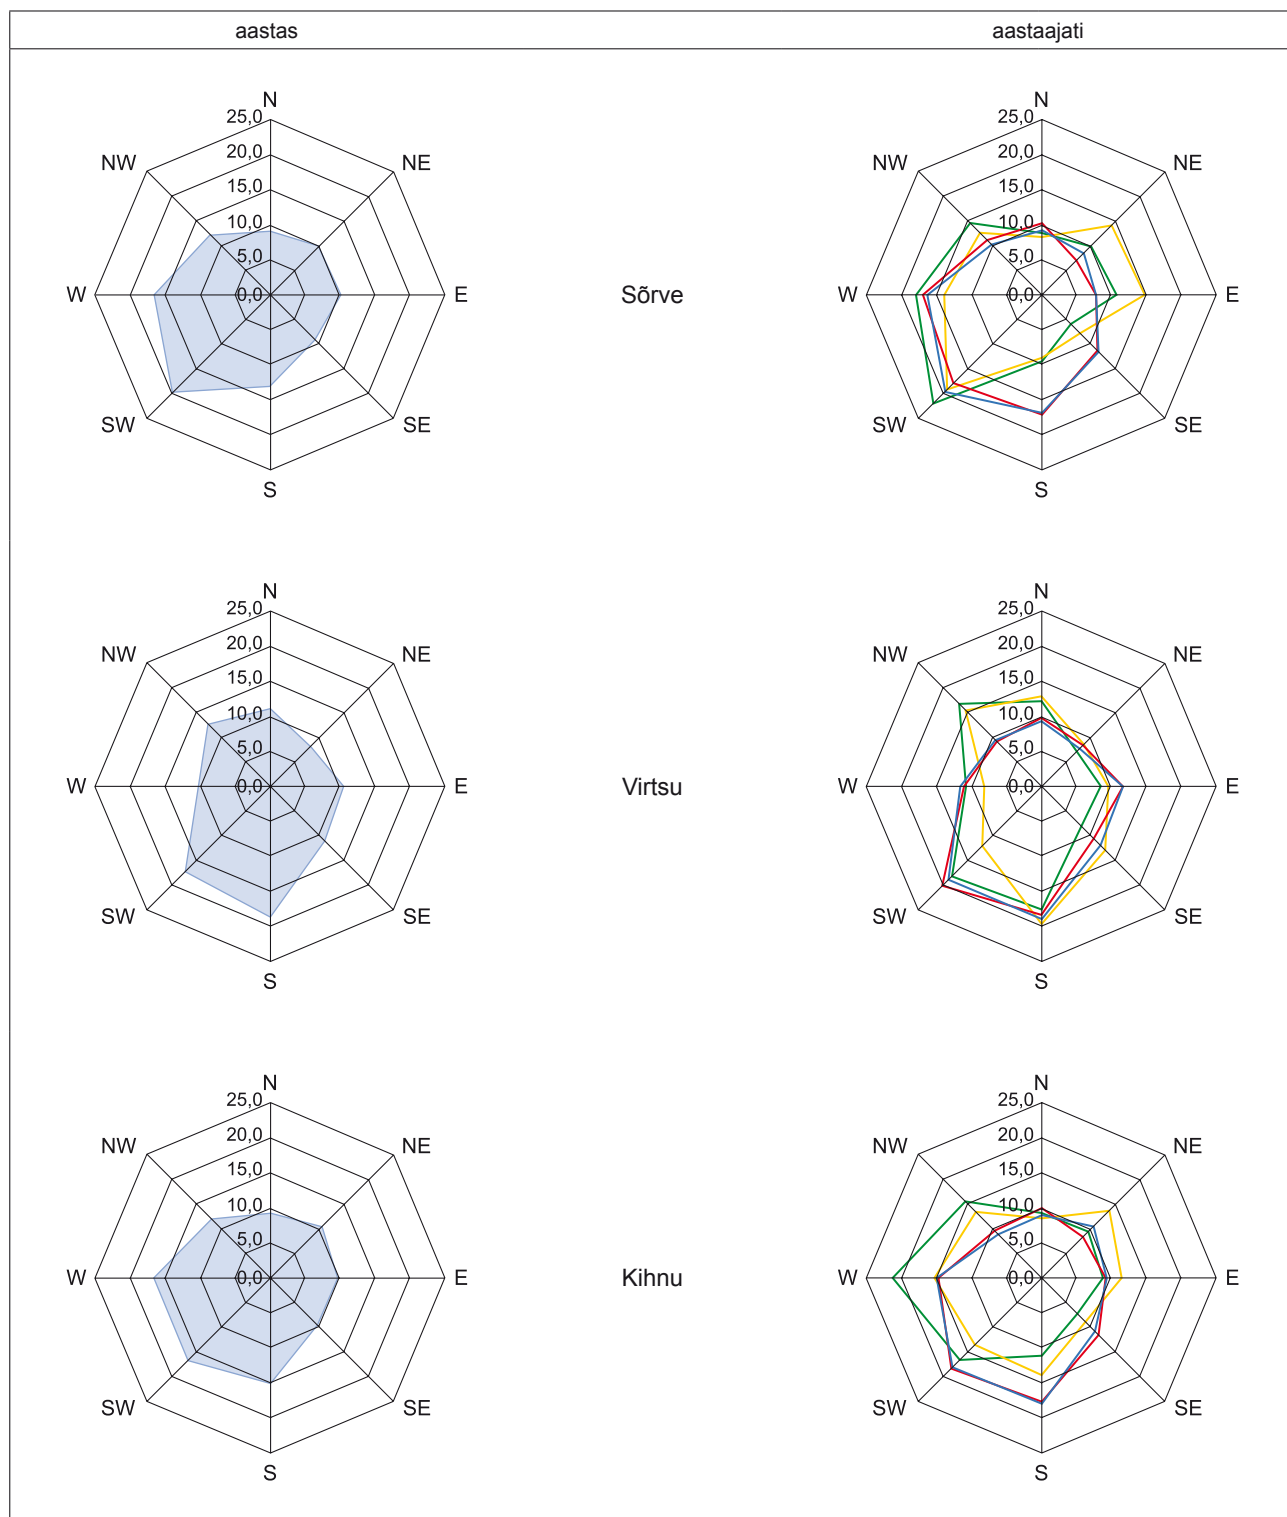 aastas aastaajati
N N
25,0 25,0
20,0 20,0
NW NE NW NE
15,0 15,0
10,0 10,0
5,0 5,0
W 0,0 E Sõrve W 0,0 E
SW SE SW SE
S S
N N
25,0 25,0
20,0 20,0
NW NE NW NE
15,0 15,0
10,0 10,0
5,0 5,0
W 0,0 E Virtsu W 0,0 E
SW SE SW SE
S S
N N
25,0 25,0
20,0 20,0
NW NE NW NE
15,0 15,0
10,0 10,0
5,0 5,0
W 0,0 E Kihnu W 0,0 E
SW SE SW SE
S S